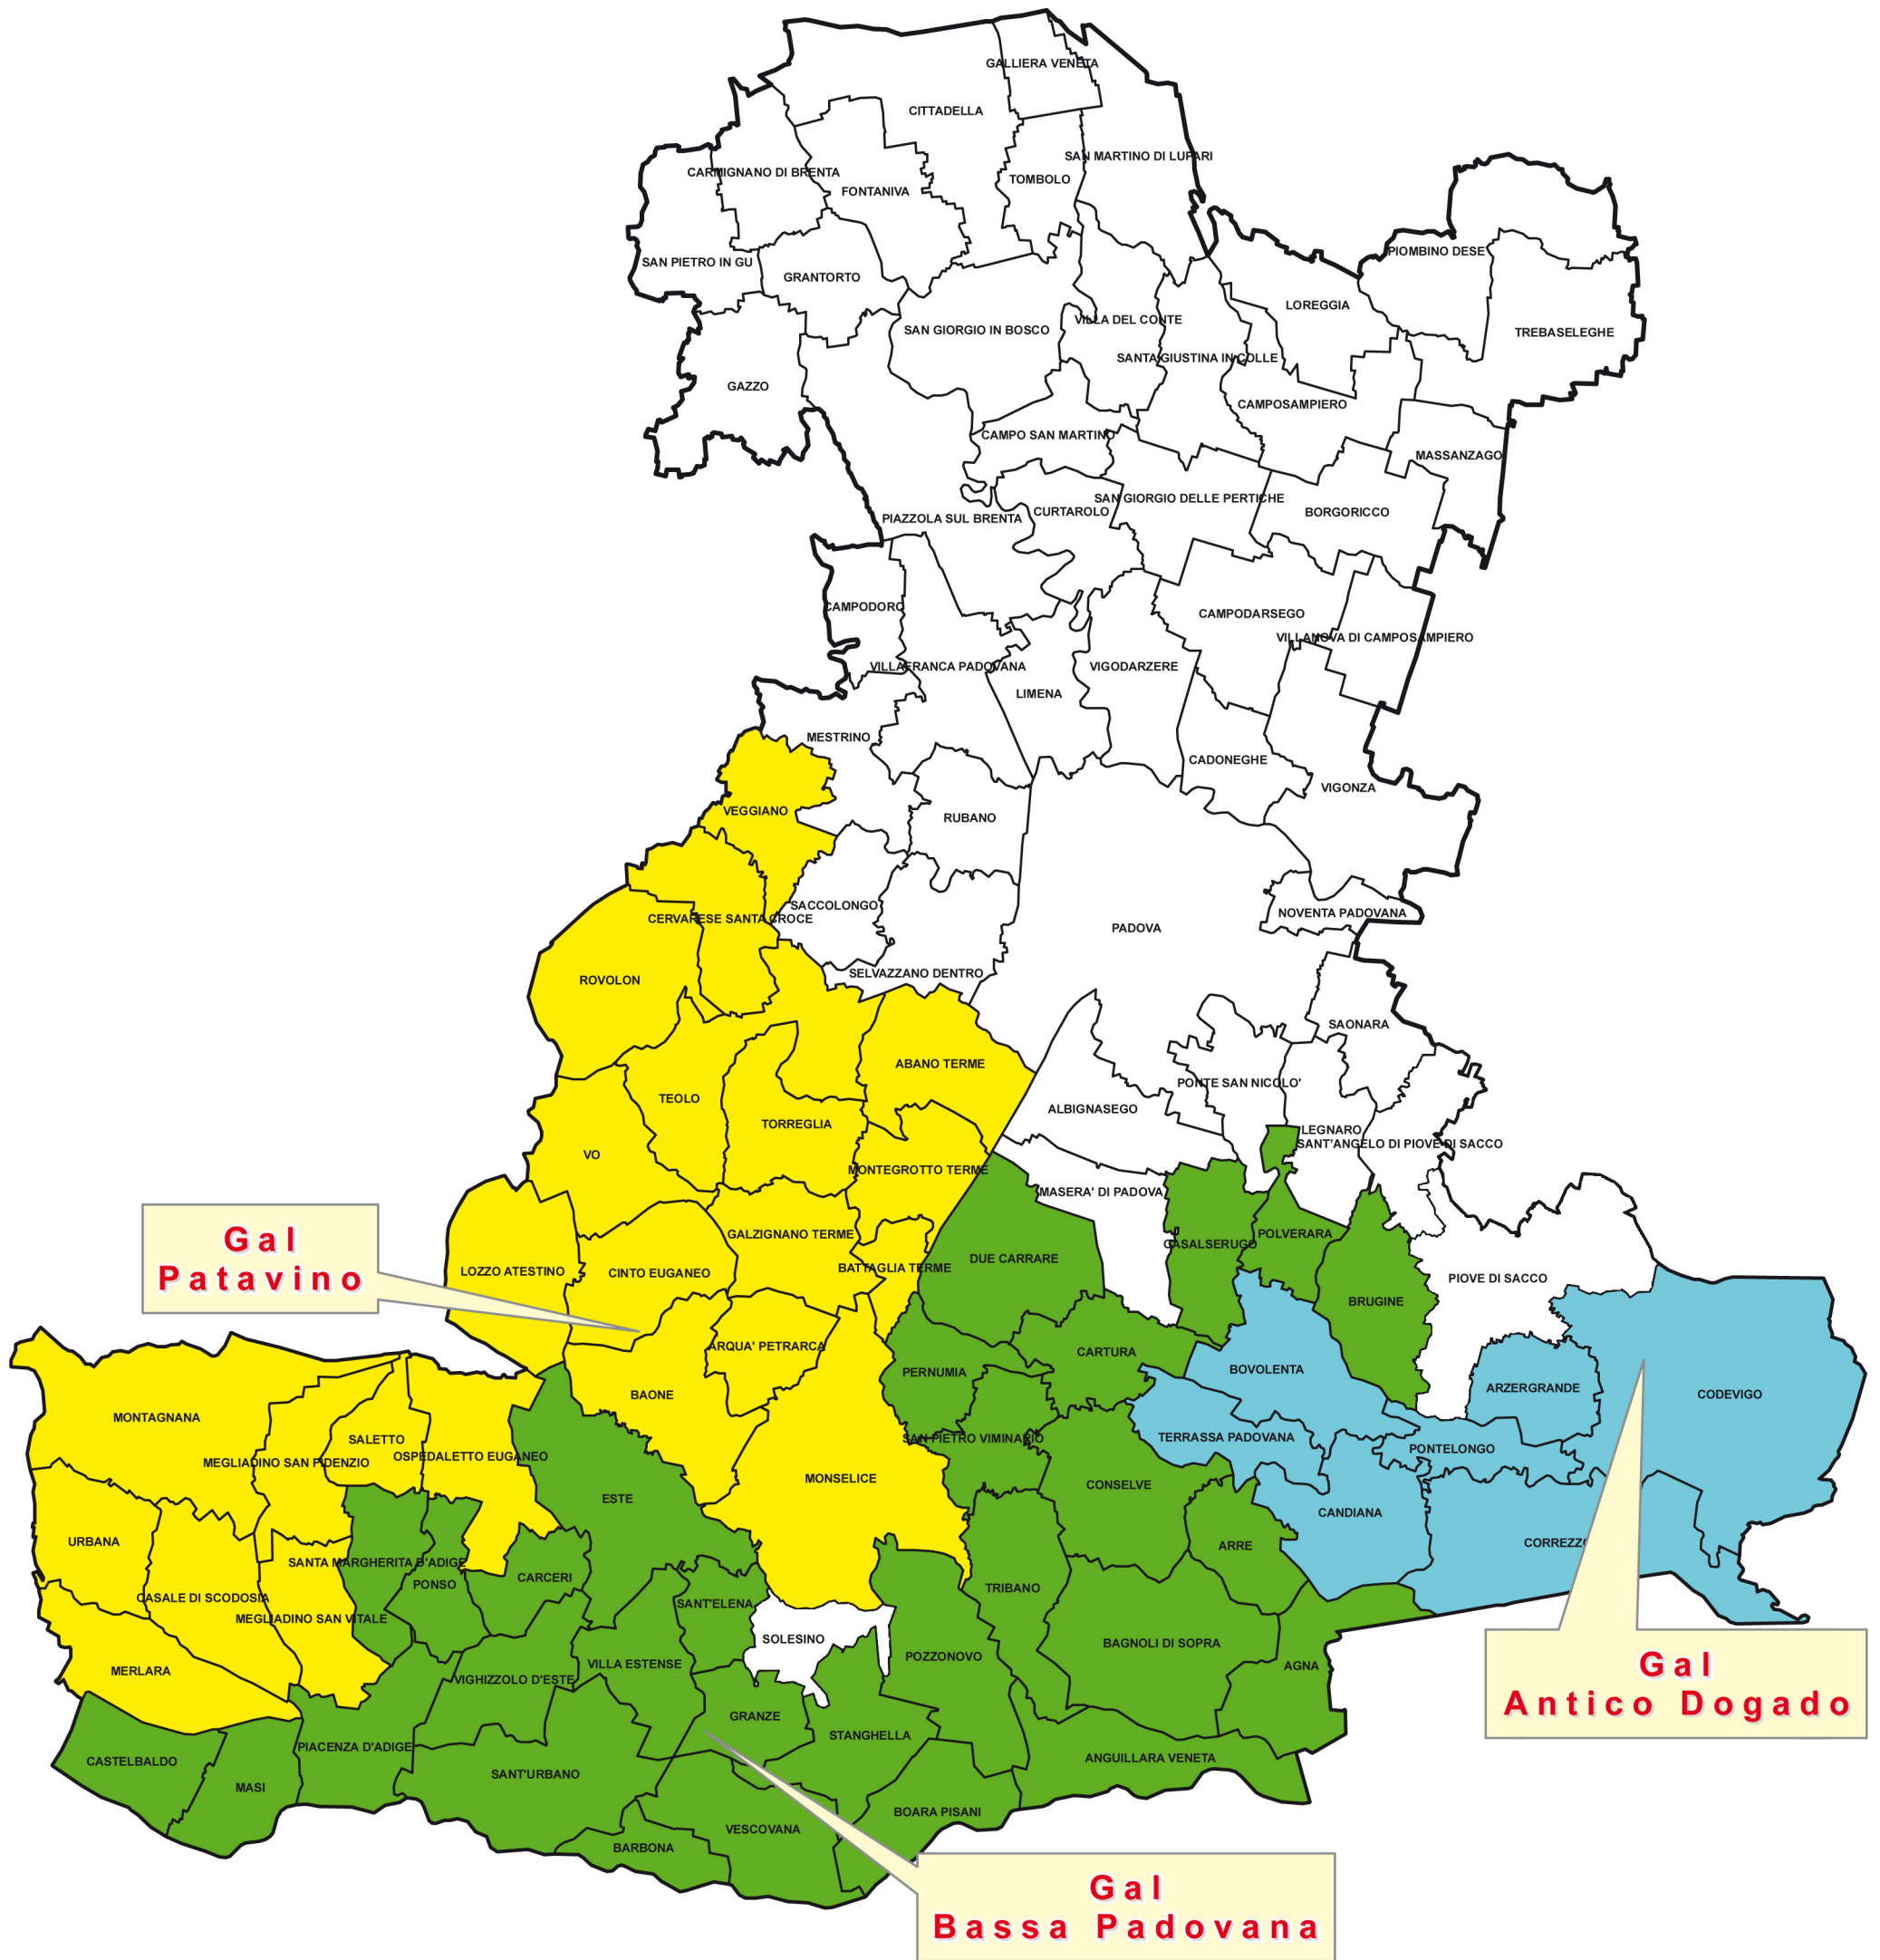 GALLIERA VENETA
CITTADELLA
SAN MARTINO DI LUPARI
CARMIGNANO DI BRENTA
TOMBOLO
FONTANIVA
PIOMBINO DESE
SAN PIETRO IN GU
GRANTORTO
LOREGGIA
VILLA DEL CONTE
SAN GIORGIO IN BOSCO
TREBASELEGHE
SANTA GIUSTINA IN COLLE
GAZZO
CAMPOSAMPIERO
CAMPO SAN MARTINO
MASSANZAGO
SAN GIORGIO DELLE PERTICHE
CURTAROLO
BORGORICCO
PIAZZOLA SUL BRENTA
CAMPODORO
CAMPODARSEGO
VILLANOVA DI CAMPOSAMPIERO
VILLAFRANCA PADOVANA
VIGODARZERE
LIMENA
MESTRINO
CADONEGHE
VIGONZA
VEGGIANO
RUBANO
SACCOLONGO
NOVENTA PADOVANA
CERVARESE SANTA CROCE
PADOVA
SELVAZZANO DENTRO
ROVOLON
SAONARA
ABANO TERME
PONTE SAN NICOLO'
TEOLO
ALBIGNASEGO
TORREGLIA
LEGNARO
SANT'ANGELO DI PIOVE DI SACCO
VO
MONTEGROTTO TERME
MASERA' DI PADOVA
GALZIGNANO TERME
POLVERARA
CASALSERUGO
DUE CARRARE
BATTAGLIA TERME
LOZZO ATESTINO
CINTO EUGANEO
PIOVE DI SACCO
BRUGINE
Gal
Patavino
ARQUA' PETRARCA
CARTURA
BOVOLENTA
PERNUMIA
ARZERGRANDE
CODEVIGO
BAONE
MONTAGNANA
SALETTO
SAN PIETRO VIMINARIO
TERRASSA PADOVANA
PONTELONGO
OSPEDALETTO EUGANEO
MEGLIADINO SAN FIDENZIO
MONSELICE
CONSELVE
ESTE
CANDIANA
URBANA
CORREZZO
ARRE
SANTA MARGHERITA D'ADIGE
CARCERI
PONSO
TRIBANO
CASALE DI SCODOSIA
SANT'ELENA
MEGLIADINO SAN VITALE
SOLESINO
BAGNOLI DI SOPRA
POZZONOVO
VILLA ESTENSE
AGNA
MERLARA
VIGHIZZOLO D'ESTE
Gal
Antico Dogado
GRANZE
STANGHELLA
PIACENZA D'ADIGE
ANGUILLARA VENETA
CASTELBALDO
SANT'URBANO
MASI
BOARA PISANI
VESCOVANA
BARBONA
Gal
Bassa Padovana